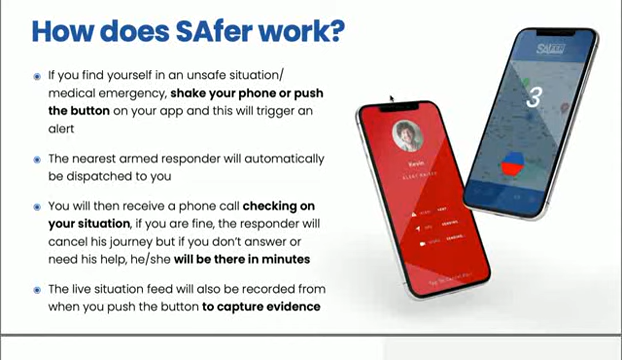 How does SAfer work?
If you find yourself in an unsafe situation/
medical emergency, shake your phone or push
the button on your app and this will trigger an
alert
The nearest armed responder will automatically
be dispatched to you
You will then receive a phone call checking on
your situation, if you are fine, the responder will
cancel his journey but if you don't answer or
need his help, he/she will be there in minutes
The live situation feed will also be recorded from
when you push the button to capture evidence
3
Kevin